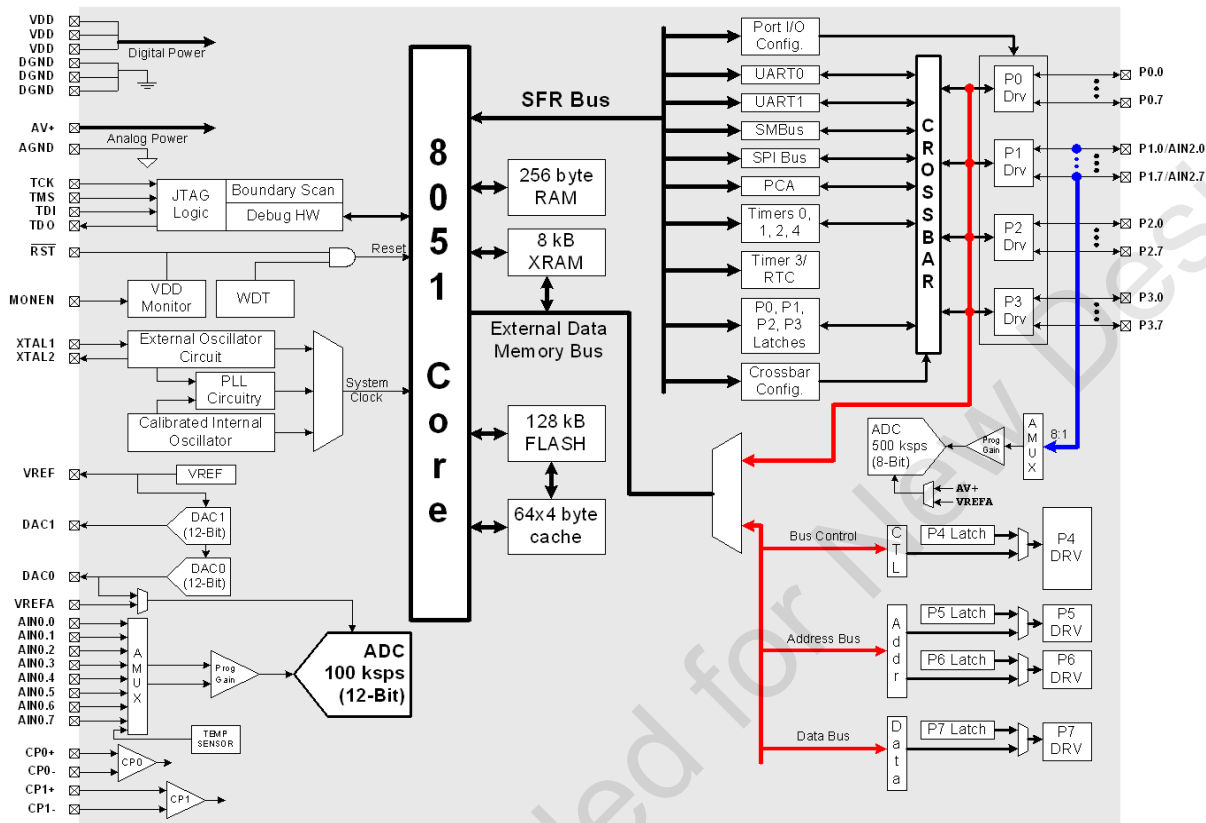 VDD
VDD
VDD
DGND
DGND
DGND
Digital Power
AV+
Analog Power
AGND
TCK
TMS
TDI
TDO
JTAG
Logic
Boundary Scan
Debug HW
RST
Reset
MONEN
VDD
Monitor
WDT
XTAL1
XTAL2
External Oscillator
Circuit
PLL
Circuitry
Calibrated Internal
Oscillator
System
Clock
VREF
VREF
DAC1
DAC1
(12-Bit)
DAC0
DAC0
(12-Bit)
VREFA
AIN0.0
AIN0.1
AIN0.2
AIN0.3
AIN0.4
AIN0.5
AIN0.6
AIN0.7
AMUX
Prog
Gain
ADC
100 ksps
(12-Bit)
TEMP
SENSOR
CP0+
CP0-
CP0
CP1+
CP1-
CP1
8051 Core
SFR Bus
256 byte
RAM
8 kB
XRAM
External Data
Memory Bus
128 kB
FLASH
64x4 byte
cache
Port I/O
Config.
UART0
UART1
SMBus
SPI Bus
PCA
Timers 0,
1, 2, 4
Timer 3/
RTC
P0, P1,
P2, P3
Latches
Crossbar
Config.
CROSSBAR
P0
Drv
P1
Drv
P2
Drv
P3
Drv
P0.0
P0.7
P1.0/AIN2.0
P1.7/AIN2.7
P2.0
P2.7
P3.0
P3.7
ADC
500 ksps
(8-Bit)
Prog
Gain
AMUX
8:1
AV+
VREFA
Bus Control
CTL
P4 Latch
P4
DRV
Address Bus
Addr
P5 Latch
P5
DRV
P6 Latch
P6
DRV
Data Bus
Data
P7 Latch
P7
DRV
ded for New Des